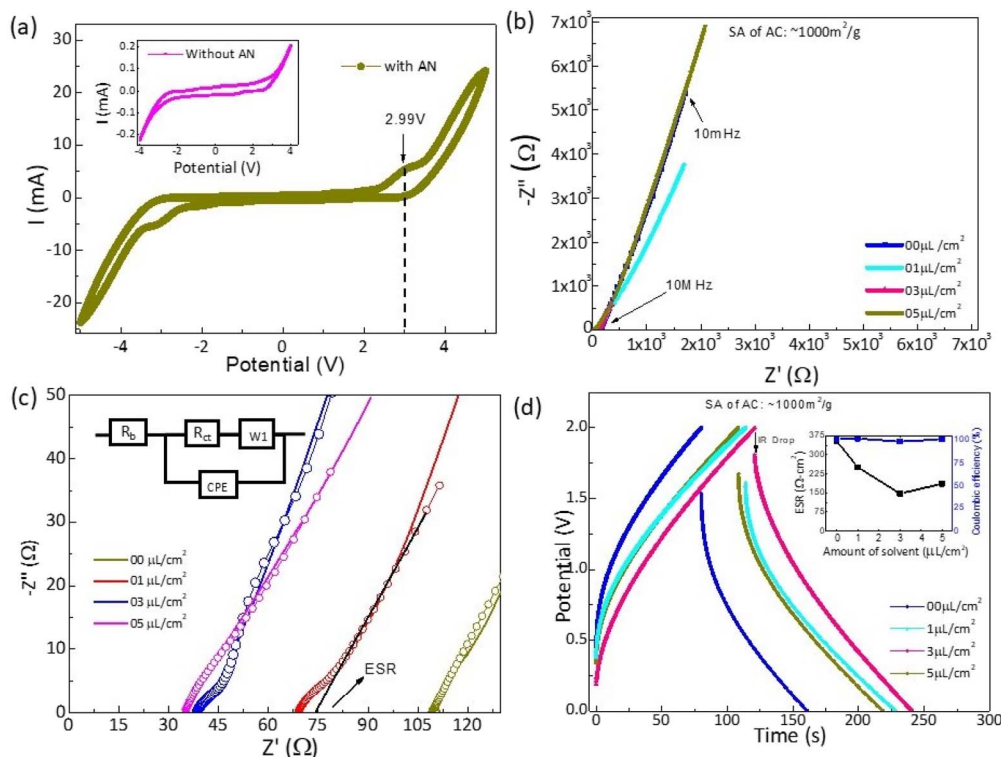 (a)
30
20
10
0
-10
-20
I (mA)
-4
-2
0
2
4
Potential (V)
with AN
2.99V
Without AN
0.2
0.1
0.0
-0.1
-0.2
I (mA)
-4
0
4
Potential (V)
(b)
SA of AC: ~1000m²/g
7x10³
6x10³
5x10³
4x10³
3x10³
2x10³
1x10³
0
-Z'' (Ω)
10mHz
10MHz
00μL/cm²
01μL/cm²
03μL/cm²
05μL/cm²
0
1x10³ 2x10³ 3x10³ 4x10³ 5x10³ 6x10³ 7x10³
Z' (Ω)
(c)
50
40
30
20
10
0
-Z'' (Ω)
Rb
Rct
W1
CPE
00 μL/cm²
01 μL/cm²
03 μL/cm²
05 μL/cm²
ESR
0
15
30
45
60
75
90
105
120
Z' (Ω)
(d)
SA of AC: ~1000m²/g
2.5
2.0
1.5
1.0
0.5
0.0
Potential (V)
IR Drop
375
300
225
150
75
0
ESR (Ω-cm²)
100
50
0
Coulombic efficiency (%)
0 1 2 3 4 5
Amount of solvent (μL/cm²)
00μL/cm²
1μL/cm²
3μL/cm²
5μL/cm²
0
50
100
150
200
250
300
Time (s)